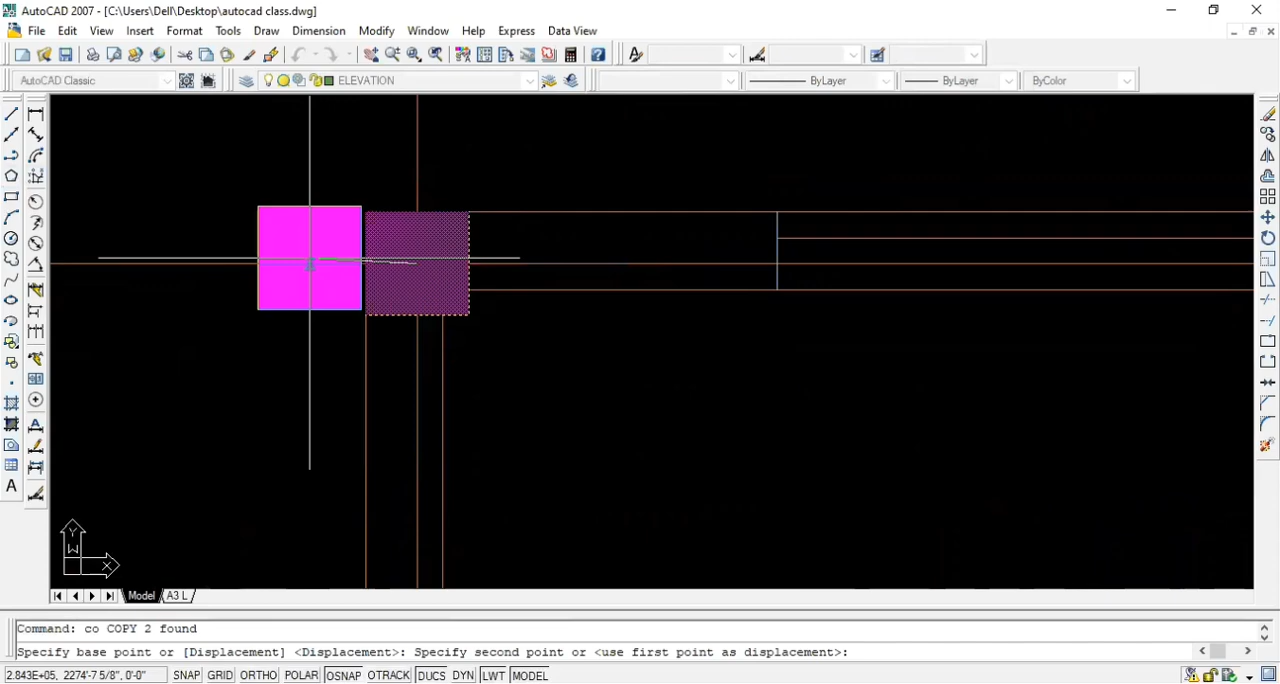 AutoCAD 2007 - [C:\Users\Dell\Desktop\autocad class.dwg]
File Edit View Insert Format Tools Draw Dimension Modify Window Help Express Data View
AutoCAD Classic ELEVATION ByLayer ByLayer ByColor
A
A
W
Y
X
Model A3 L
Command: co COPY 2 found
Specify base point or [Displacement] <Displacement>: Specify second point or <use first point as displacement>:
2.843E+05, 2274'-7 5/8", 0'-0" SNAP GRID ORTHO POLAR OSNAP OTRACK DUCS DYN LWT MODEL